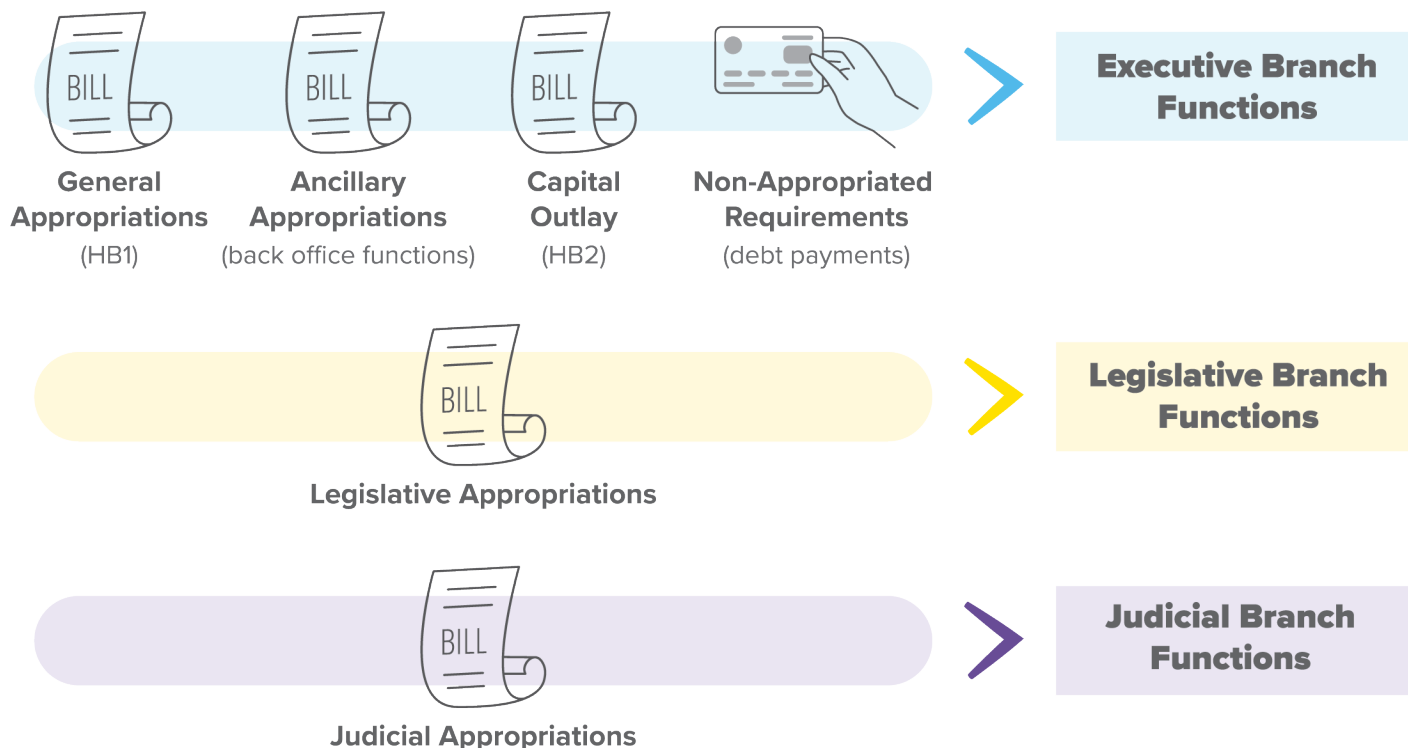 BILL
BILL
BILL
Executive Branch
Functions
General
Appropriations
(HB1)
Ancillary
Appropriations
(back office functions)
Capital
Outlay
(HB2)
Non-Appropriated
Requirements
(debt payments)
BILL
Legislative Branch
Functions
Legislative Appropriations
BILL
Judicial Branch
Functions
Judicial Appropriations